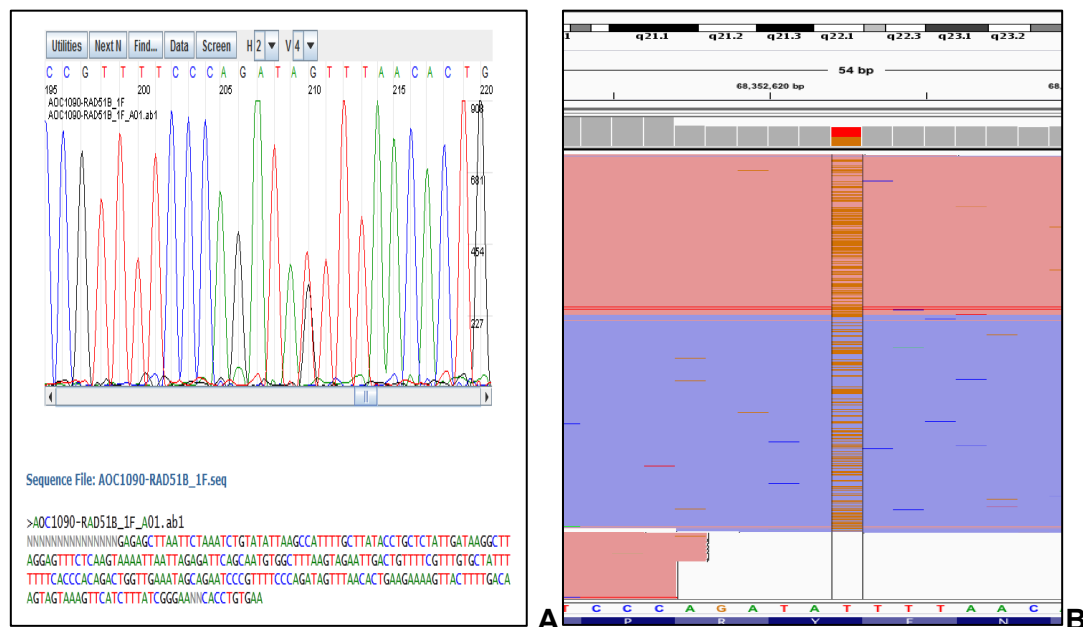 Utilities Next N Find... Data Screen H 2 V 4
C C G T T T T C C C A G A T A G T T T A A C A C T G
195 200 205 210 215 220
AOC1090-RAD51B_1F
AOC1090-RAD51B_1F_A01.ab1
908
681
454
227
Sequence File: AOC1090-RAD51B_1F.seq
>AOC1090-RAD51B_1F_A01.ab1
NNNNNNNNNNNNNNNGAGAGCTTAATTCTAAATCTGTATATTAAGCCATTTTGCTTATACCTGCTCTATTGATAAGGCTT
AGGAGTTTCTCAAGTAAAATTAATTAGAGATTCAGCAATGTGGCTTTAAGTAGAATTGACTGTTTTCGTTTGTGCTATTT
TTTTCACCCACAGACTGGTTGAAATAGCAGAATCCCGTTTTCCCAGATAGTTTAACACTGAAGAAAAGTTACTTTTGACA
AGTAGTAAAGTTCATCTTTATCGGGAANNCACCTGTGAA
A
q21.1 q21.2 q21.3 q22.1 q22.3 q23.1 q23.2
54 bp
68,352,620 bp
T C C C A G A T A T T T T A A C A
P R Y F N
B